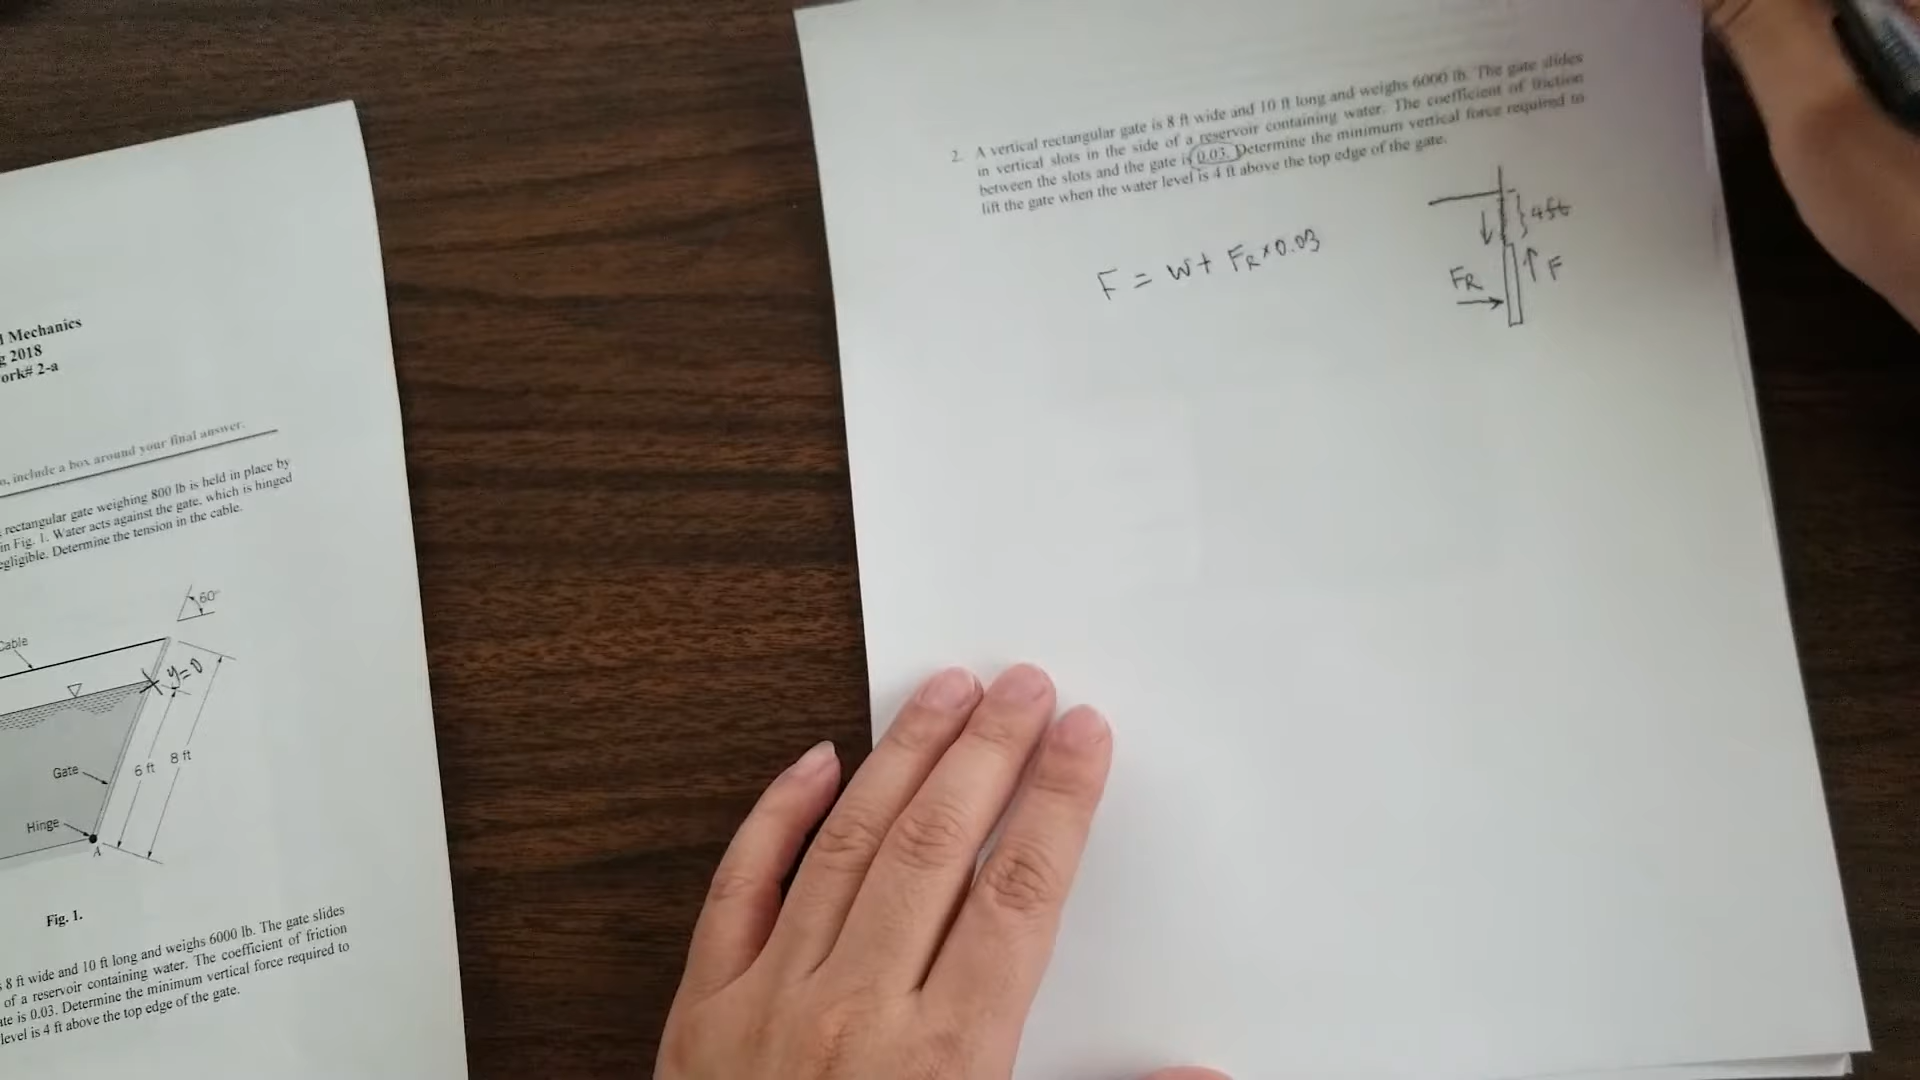 l Mechanics
g 2018
ork# 2-a
, include a box around your final answer.
rectangular gate weighing 800 lb is held in place by
in Fig. 1. Water acts against the gate, which is hinged
egligible. Determine the tension in the cable.
60°
Cable
y=0
Gate
6 ft
8 ft
Hinge
A
Fig. 1.
8 ft wide and 10 ft long and weighs 6000 lb. The gate slides
of a reservoir containing water. The coefficient of friction
ate is 0.03. Determine the minimum vertical force required to
level is 4 ft above the top edge of the gate.
2. A vertical rectangular gate is 8 ft wide and 10 ft long and weighs 6000 lb. The gate slides
in vertical slots in the side of a reservoir containing water. The coefficient of friction
between the slots and the gate is 0.03. Determine the minimum vertical force required to
lift the gate when the water level is 4 ft above the top edge of the gate.
F = W + FR × 0.03
4ft
FR
F